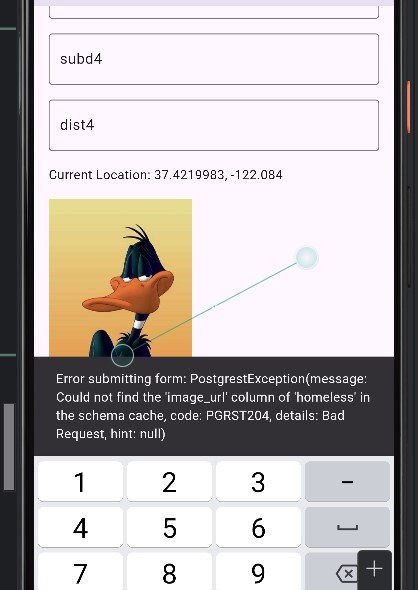 subd4
dist4
Current Location: 37.4219983, -122.084
Error submitting form: PostgrestException(message:
Could not find the 'image_url' column of 'homeless' in
the schema cache, code: PGRST204, details: Bad
Request, hint: null)
1 2 3 -
4 5 6
7 8 9 +